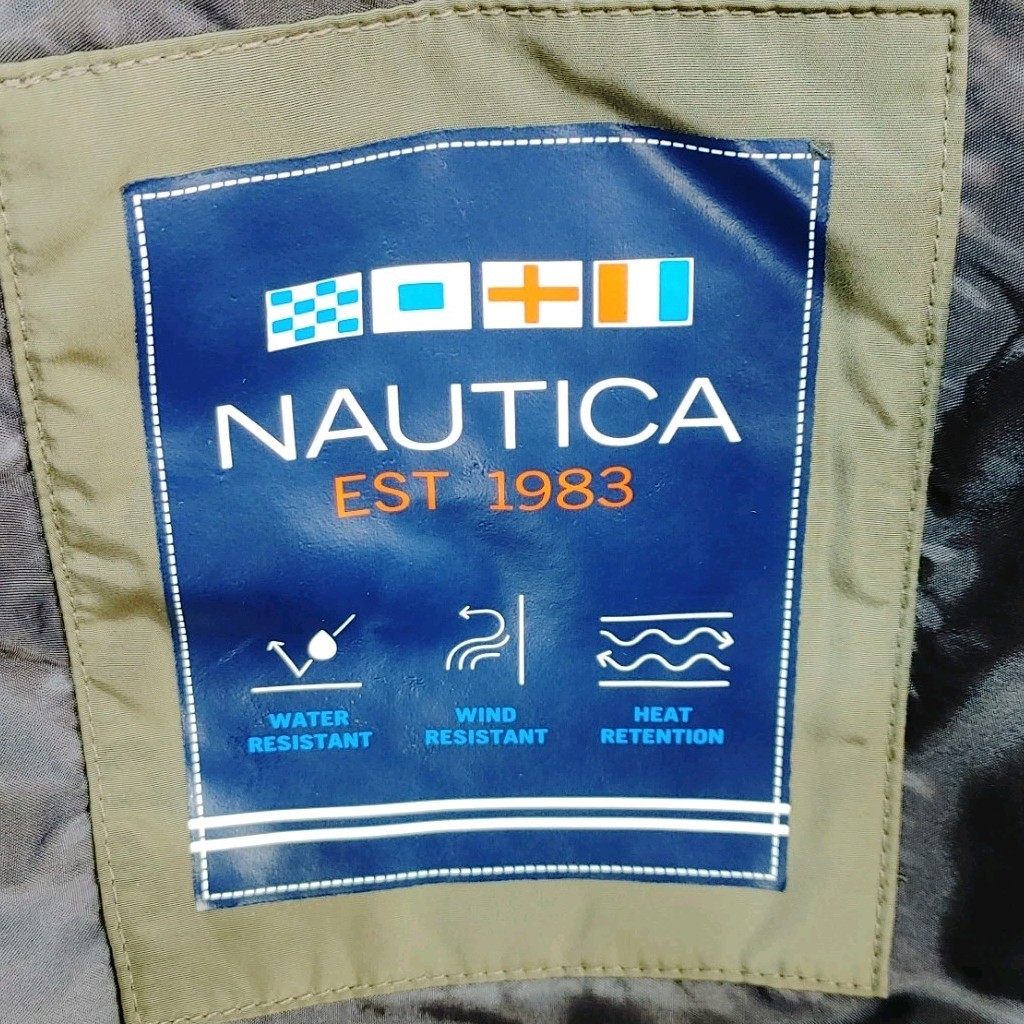 NAUTICA
EST 1983
WATER
RESISTANT
WIND
RESISTANT
HEAT
RETENTION